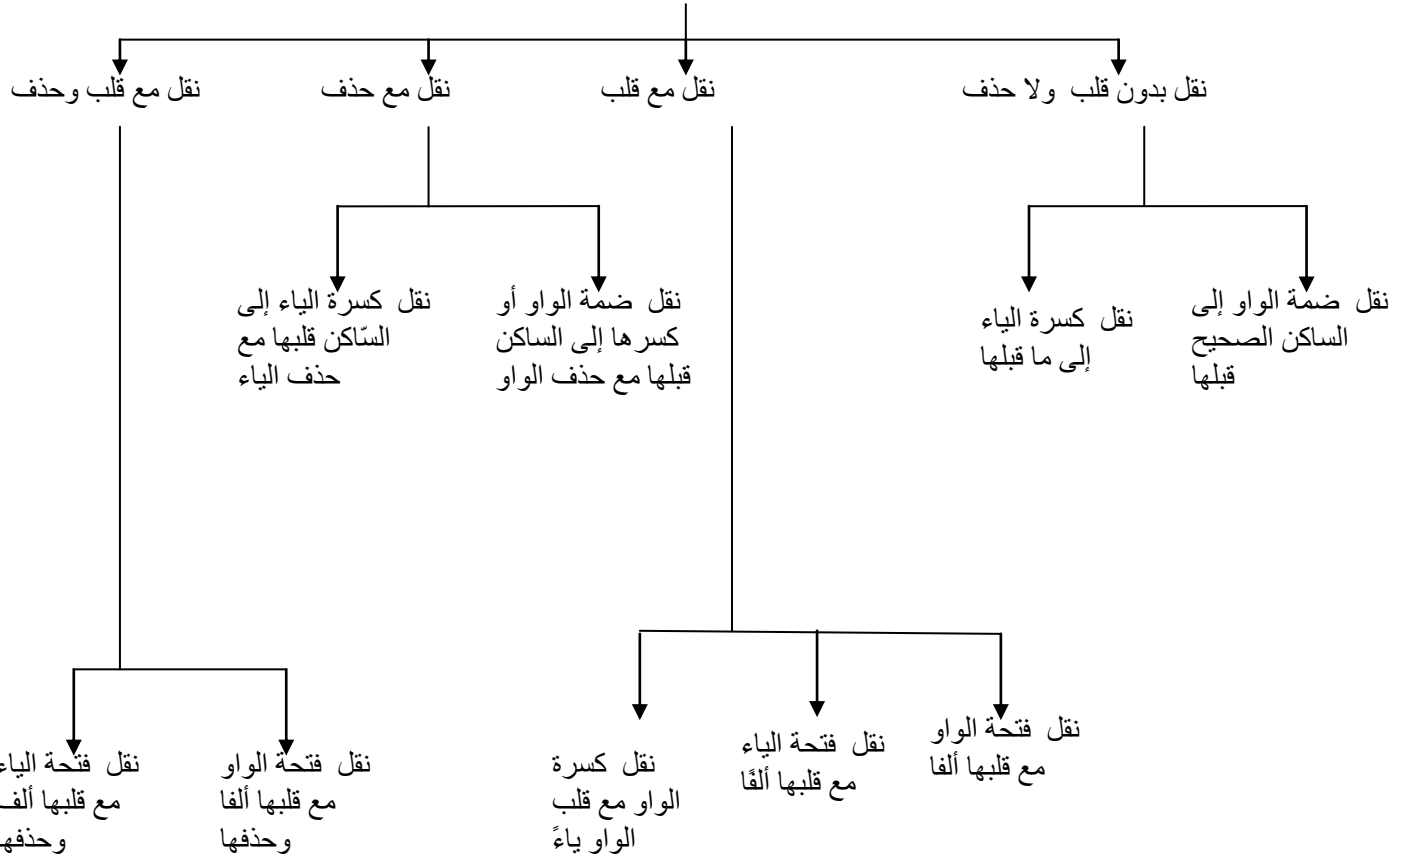 نقل بدون قلب ولا حذف
نقل مع قلب
نقل مع حذف
نقل مع قلب وحذف
نقل ضمة الواو إلى
الساكن الصحيح
قبلها
نقل كسرة الياء
إلى ما قبلها
نقل ضمة الواو أو
كسرها إلى الساكن
قبلها مع حذف الواو
نقل كسرة الياء إلى
السّاكن قلبها مع
حذف الياء
نقل فتحة الواو
مع قلبها ألفا
نقل فتحة الياء
مع قلبها ألفًا
نقل كسرة
الواو مع قلب
الواو ياءً
نقل فتحة الواو
مع قلبها ألفا
وحذفها
نقل فتحة الياء
مع قلبها ألف
وحذفها